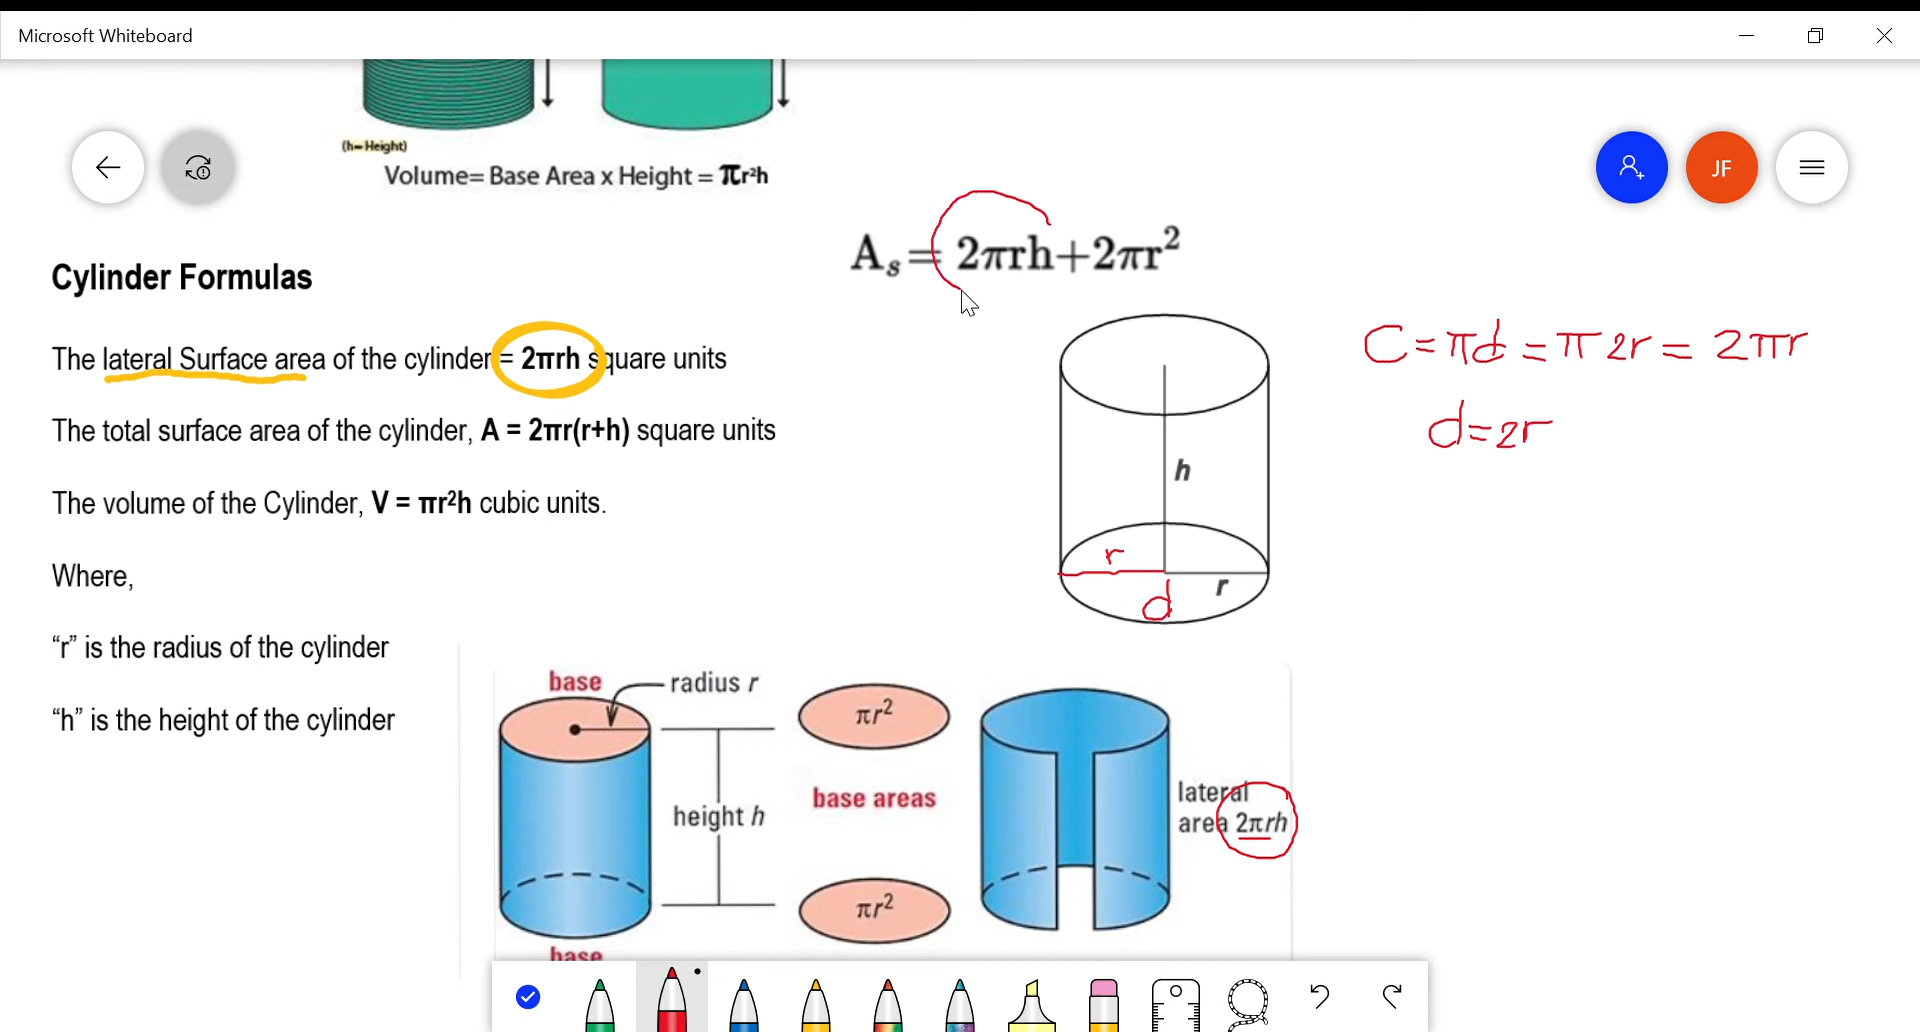 Microsoft Whiteboard
(h=Height)
Volume= Base Area x Height = πr²h
JF
Aₛ= 2πrh+2πr²
Cylinder Formulas
The lateral Surface area of the cylinder = 2πrh square units
The total surface area of the cylinder, A = 2πr(r+h) square units
The volume of the Cylinder, V = πr²h cubic units.
Where,
“r” is the radius of the cylinder
“h” is the height of the cylinder
C=πd=π2r=2πr
d=2r
h
r
r
d
base
radius r
height h
base
πr²
base areas
πr²
lateral
area 2πrh